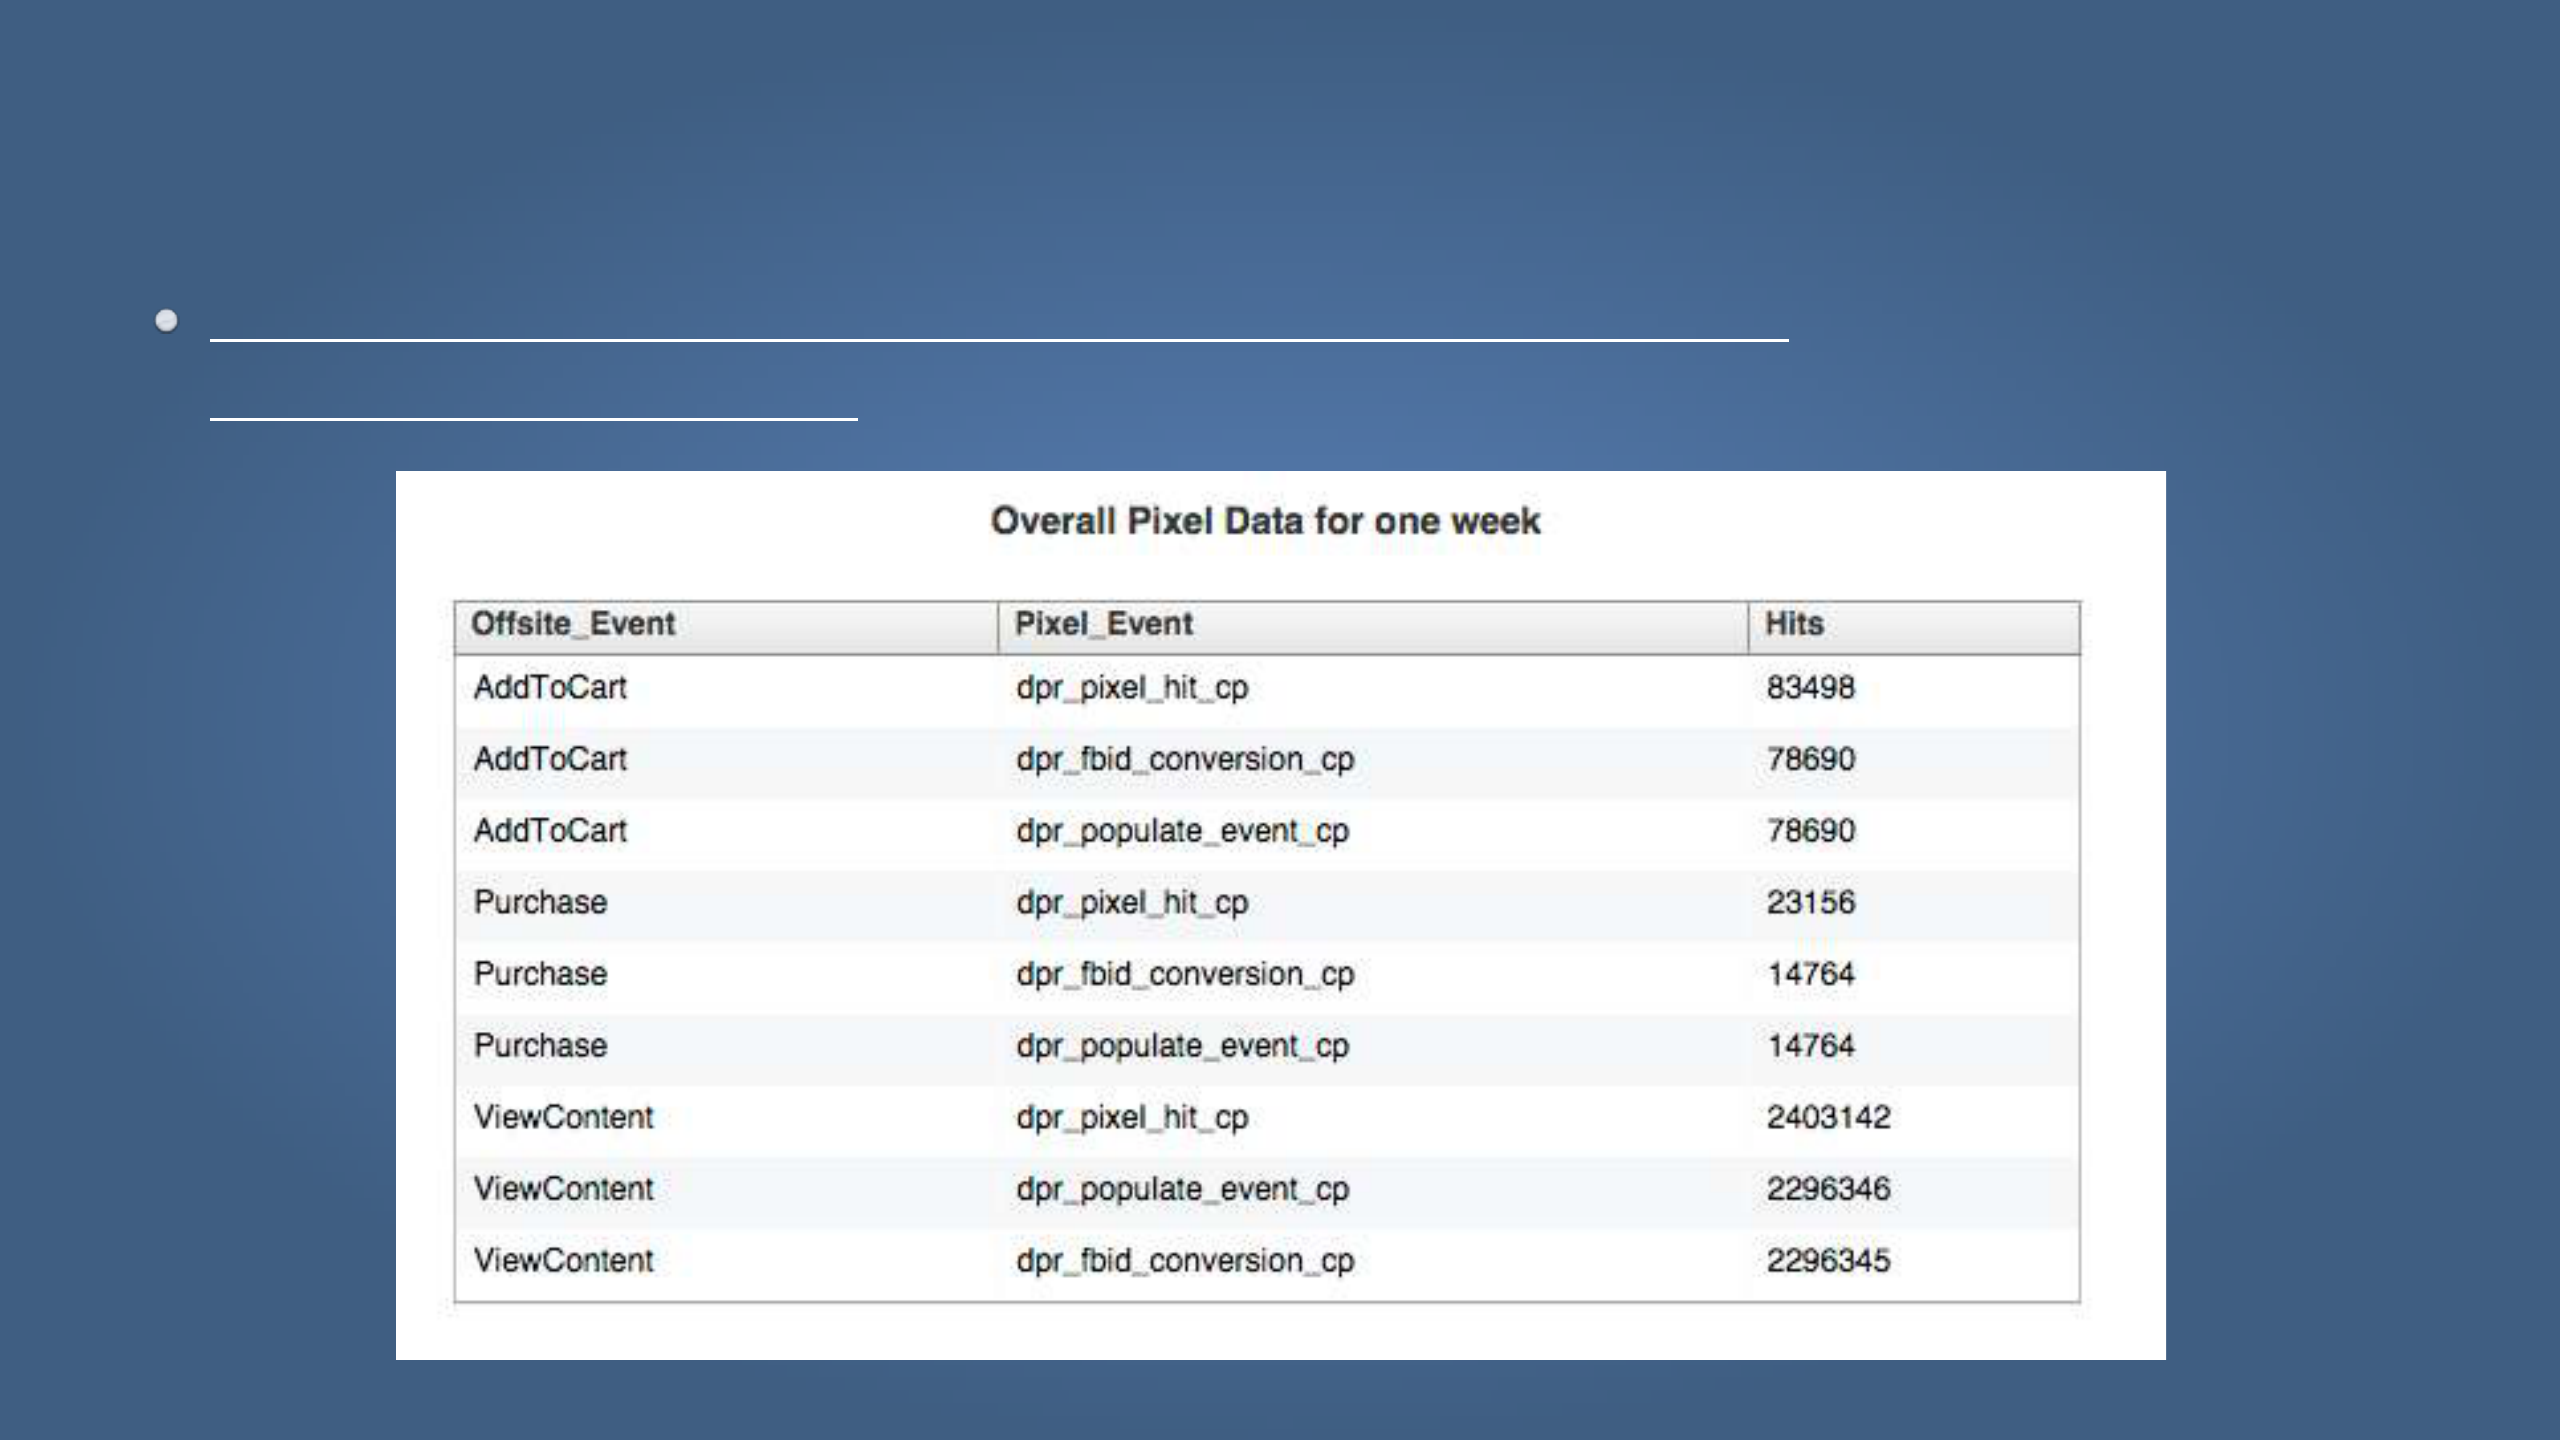 Overall Pixel Data for one week
Offsite_Event Pixel_Event Hits
AddToCart dpr_pixel_hit_cp 83498
AddToCart dpr_fbid_conversion_cp 78690
AddToCart dpr_populate_event_cp 78690
Purchase dpr_pixel_hit_cp 23156
Purchase dpr_fbid_conversion_cp 14764
Purchase dpr_populate_event_cp 14764
ViewContent dpr_pixel_hit_cp 2403142
ViewContent dpr_populate_event_cp 2296346
ViewContent dpr_fbid_conversion_cp 2296345